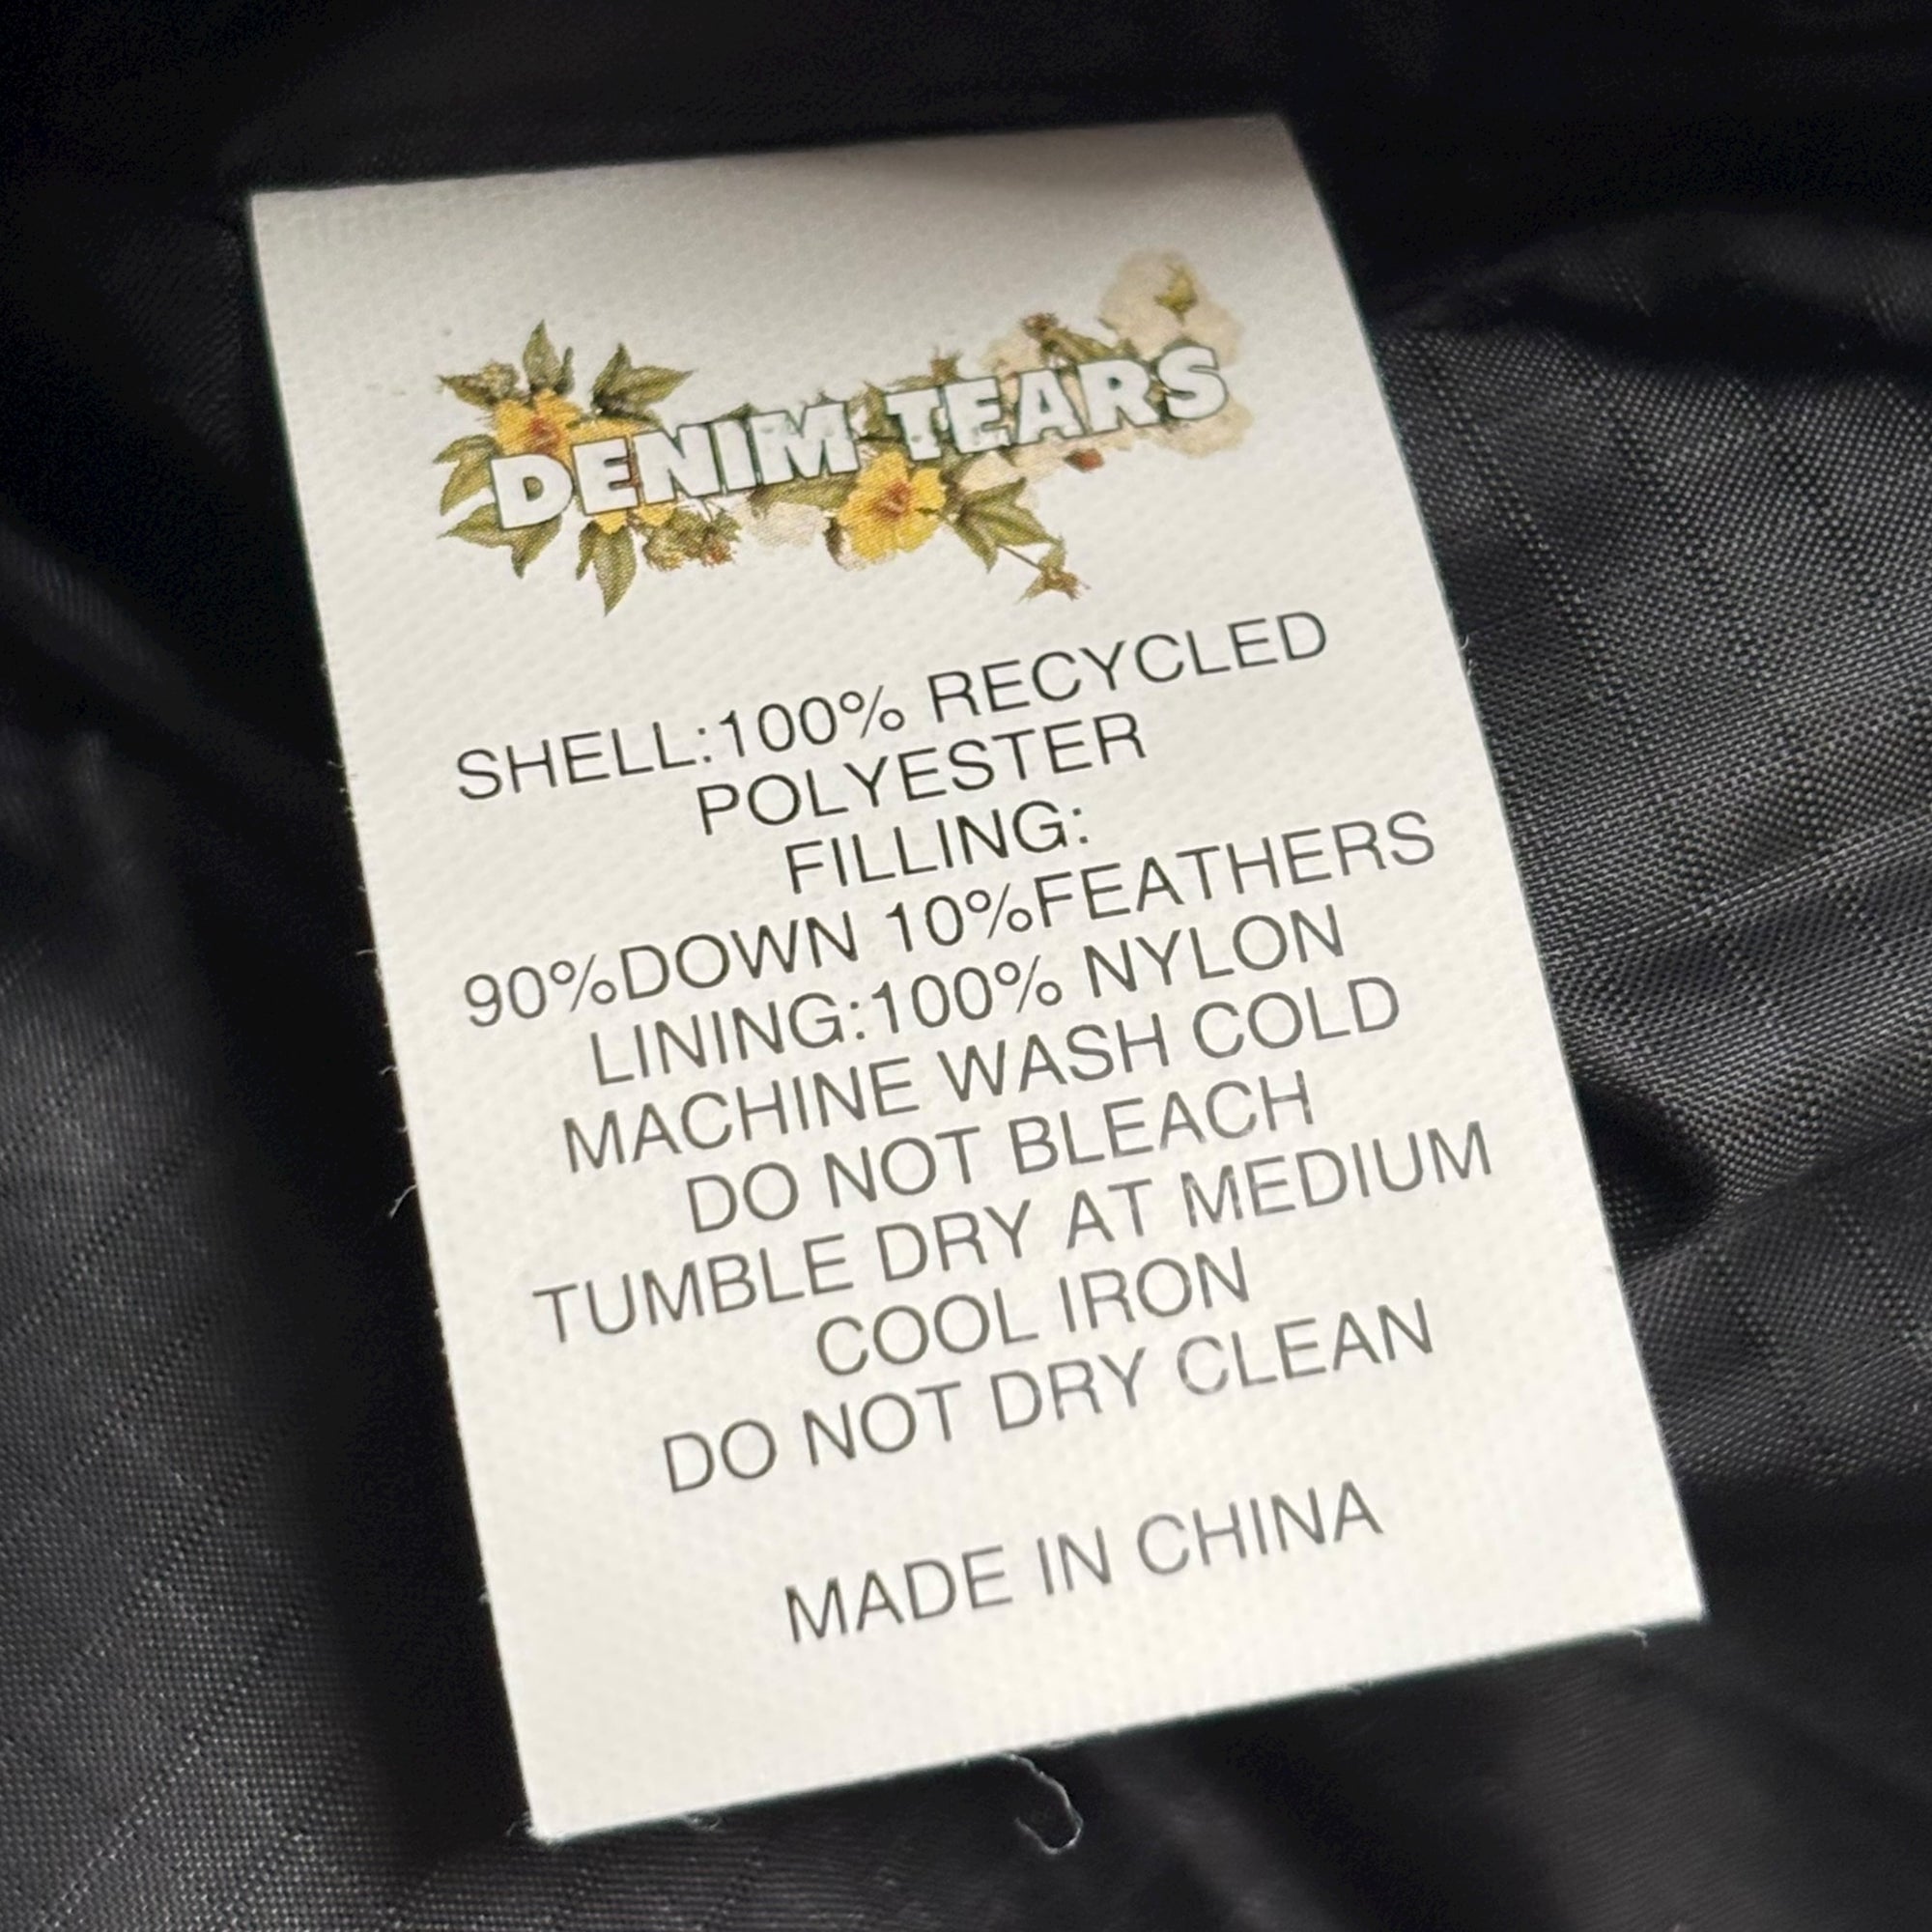 DENIM TEARS
SHELL:100% RECYCLED
POLYESTER
FILLING:
90%DOWN 10%FEATHERS
LINING:100% NYLON
MACHINE WASH COLD
DO NOT BLEACH
TUMBLE DRY AT MEDIUM
COOL IRON
DO NOT DRY CLEAN
MADE IN CHINA